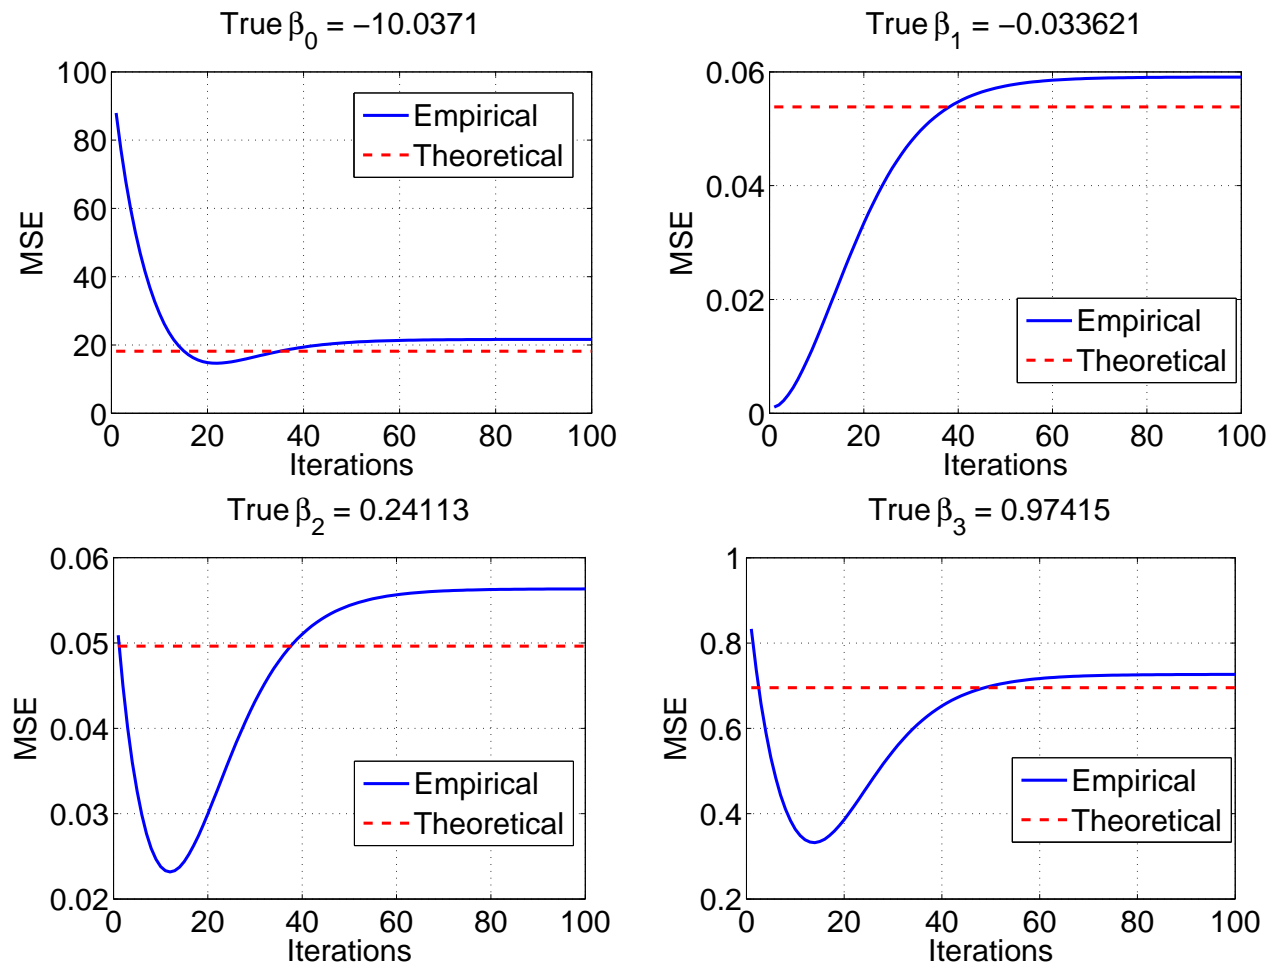 True β0 = −10.0371
100
80
60
40
20
0
MSE
Empirical
Theoretical
0 20 40 60 80 100
Iterations
True β1 = −0.033621
0.06
0.04
0.02
0
MSE
Empirical
Theoretical
0 20 40 60 80 100
Iterations
True β2 = 0.24113
0.06
0.05
0.04
0.03
0.02
MSE
Empirical
Theoretical
0 20 40 60 80 100
Iterations
True β3 = 0.97415
1
0.8
0.6
0.4
0.2
MSE
Empirical
Theoretical
0 20 40 60 80 100
Iterations